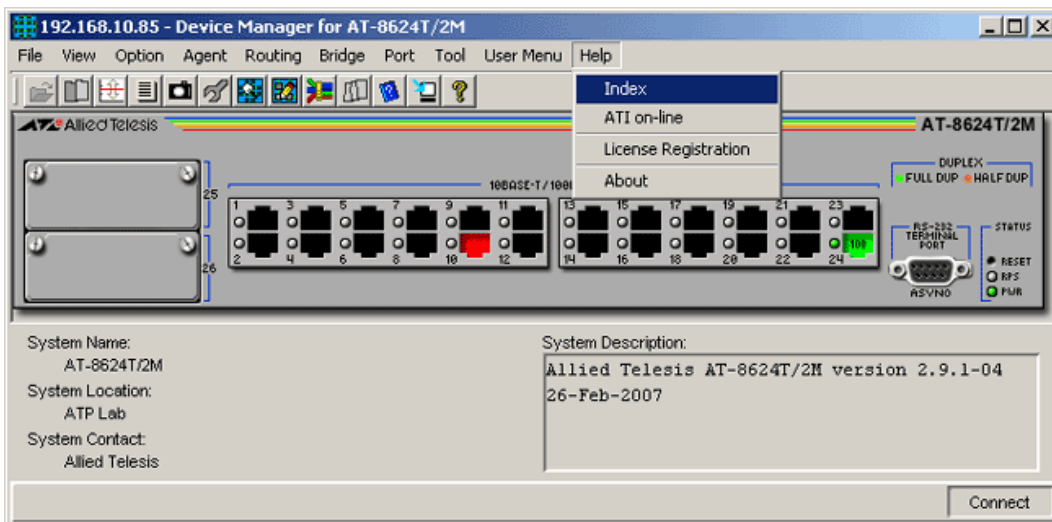 192.168.10.85 - Device Manager for AT-8624T/2M
File View Option Agent Routing Bridge Port Tool User Menu Help
Index
ATI on-line
License Registration
About
Allied Telesis
AT-8624T/2M
DUPLEX
FULL DUP HALF DUP
25
10BASE-T/100
1 3 5 7 9 11 13 15 17 19 21 23
100
2 4 6 8 10 12 14 16 18 20 22 24
26
RS-232
TERMINAL
PORT
ASYN0
STATUS
RESET
RPS
PWR
System Name:
AT-8624T/2M
System Location:
ATP Lab
System Contact:
Allied Telesis
System Description:
Allied Telesis AT-8624T/2M version 2.9.1-04
26-Feb-2007
Connect